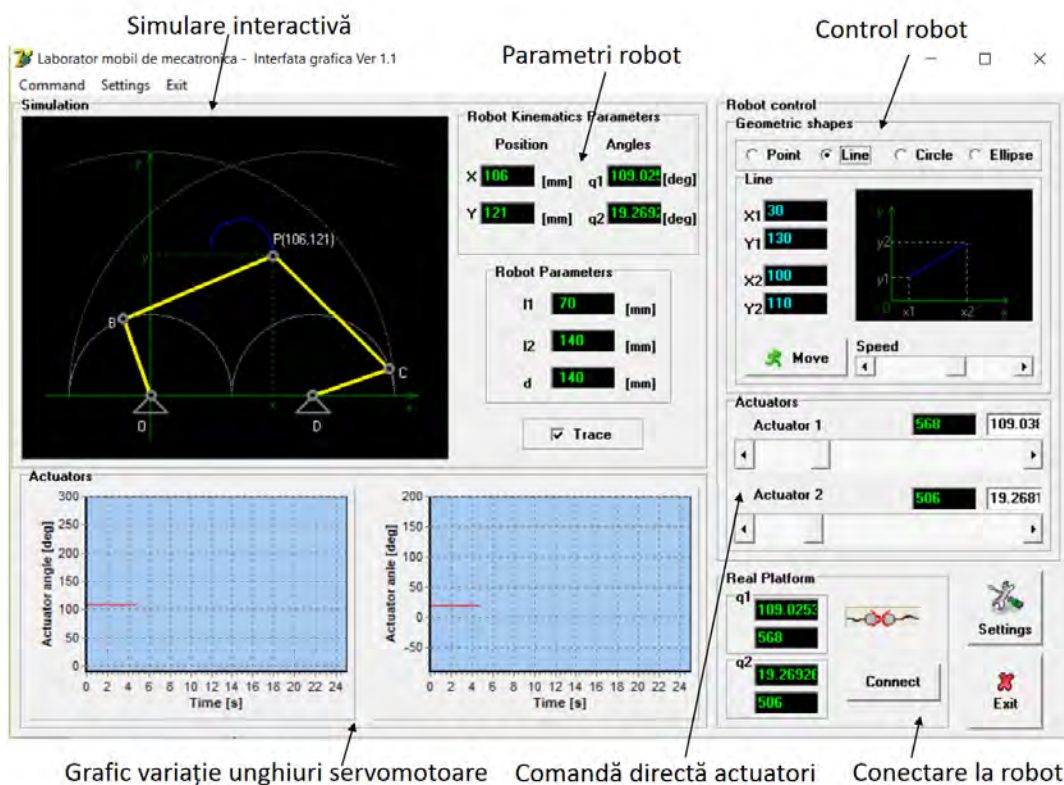 Simulare interactivă
Parametri robot
Control robot
Laborator mobil de mecatronica - Interfata grafica Ver 1.1
Command Settings Exit
Simulation
y
P(106,121)
y
B
C
x
x
O
D
Robot Kinematics Parameters
Position Angles
X 106 [mm] q1 109.025 [deg]
Y 121 [mm] q2 19.2692 [deg]
Robot Parameters
l1 70 [mm]
l2 140 [mm]
d 140 [mm]
Trace
Robot control
Geometric shapes
Point Line Circle Ellipse
Line
X1 30
Y1 130
X2 100
Y2 110
y
y2
y1
0 x1 x2 x
Move
Speed
Actuators
Actuator 1 568 109.038
Actuator 2 506 19.2681
Actuators
Actuator angle [deg]
300
250
200
150
100
50
0
0 2 4 6 8 10 12 14 16 18 20 22 24
Time [s]
Actuator anle [deg]
200
150
100
50
0
-50
0 2 4 6 8 10 12 14 16 18 20 22 24
Time [s]
Real Platform
q1
109.0253
568
q2
19.26926
506
Connect
Settings
Exit
Grafic variație unghiuri servomotoare
Comandă directă actuatori
Conectare la robot